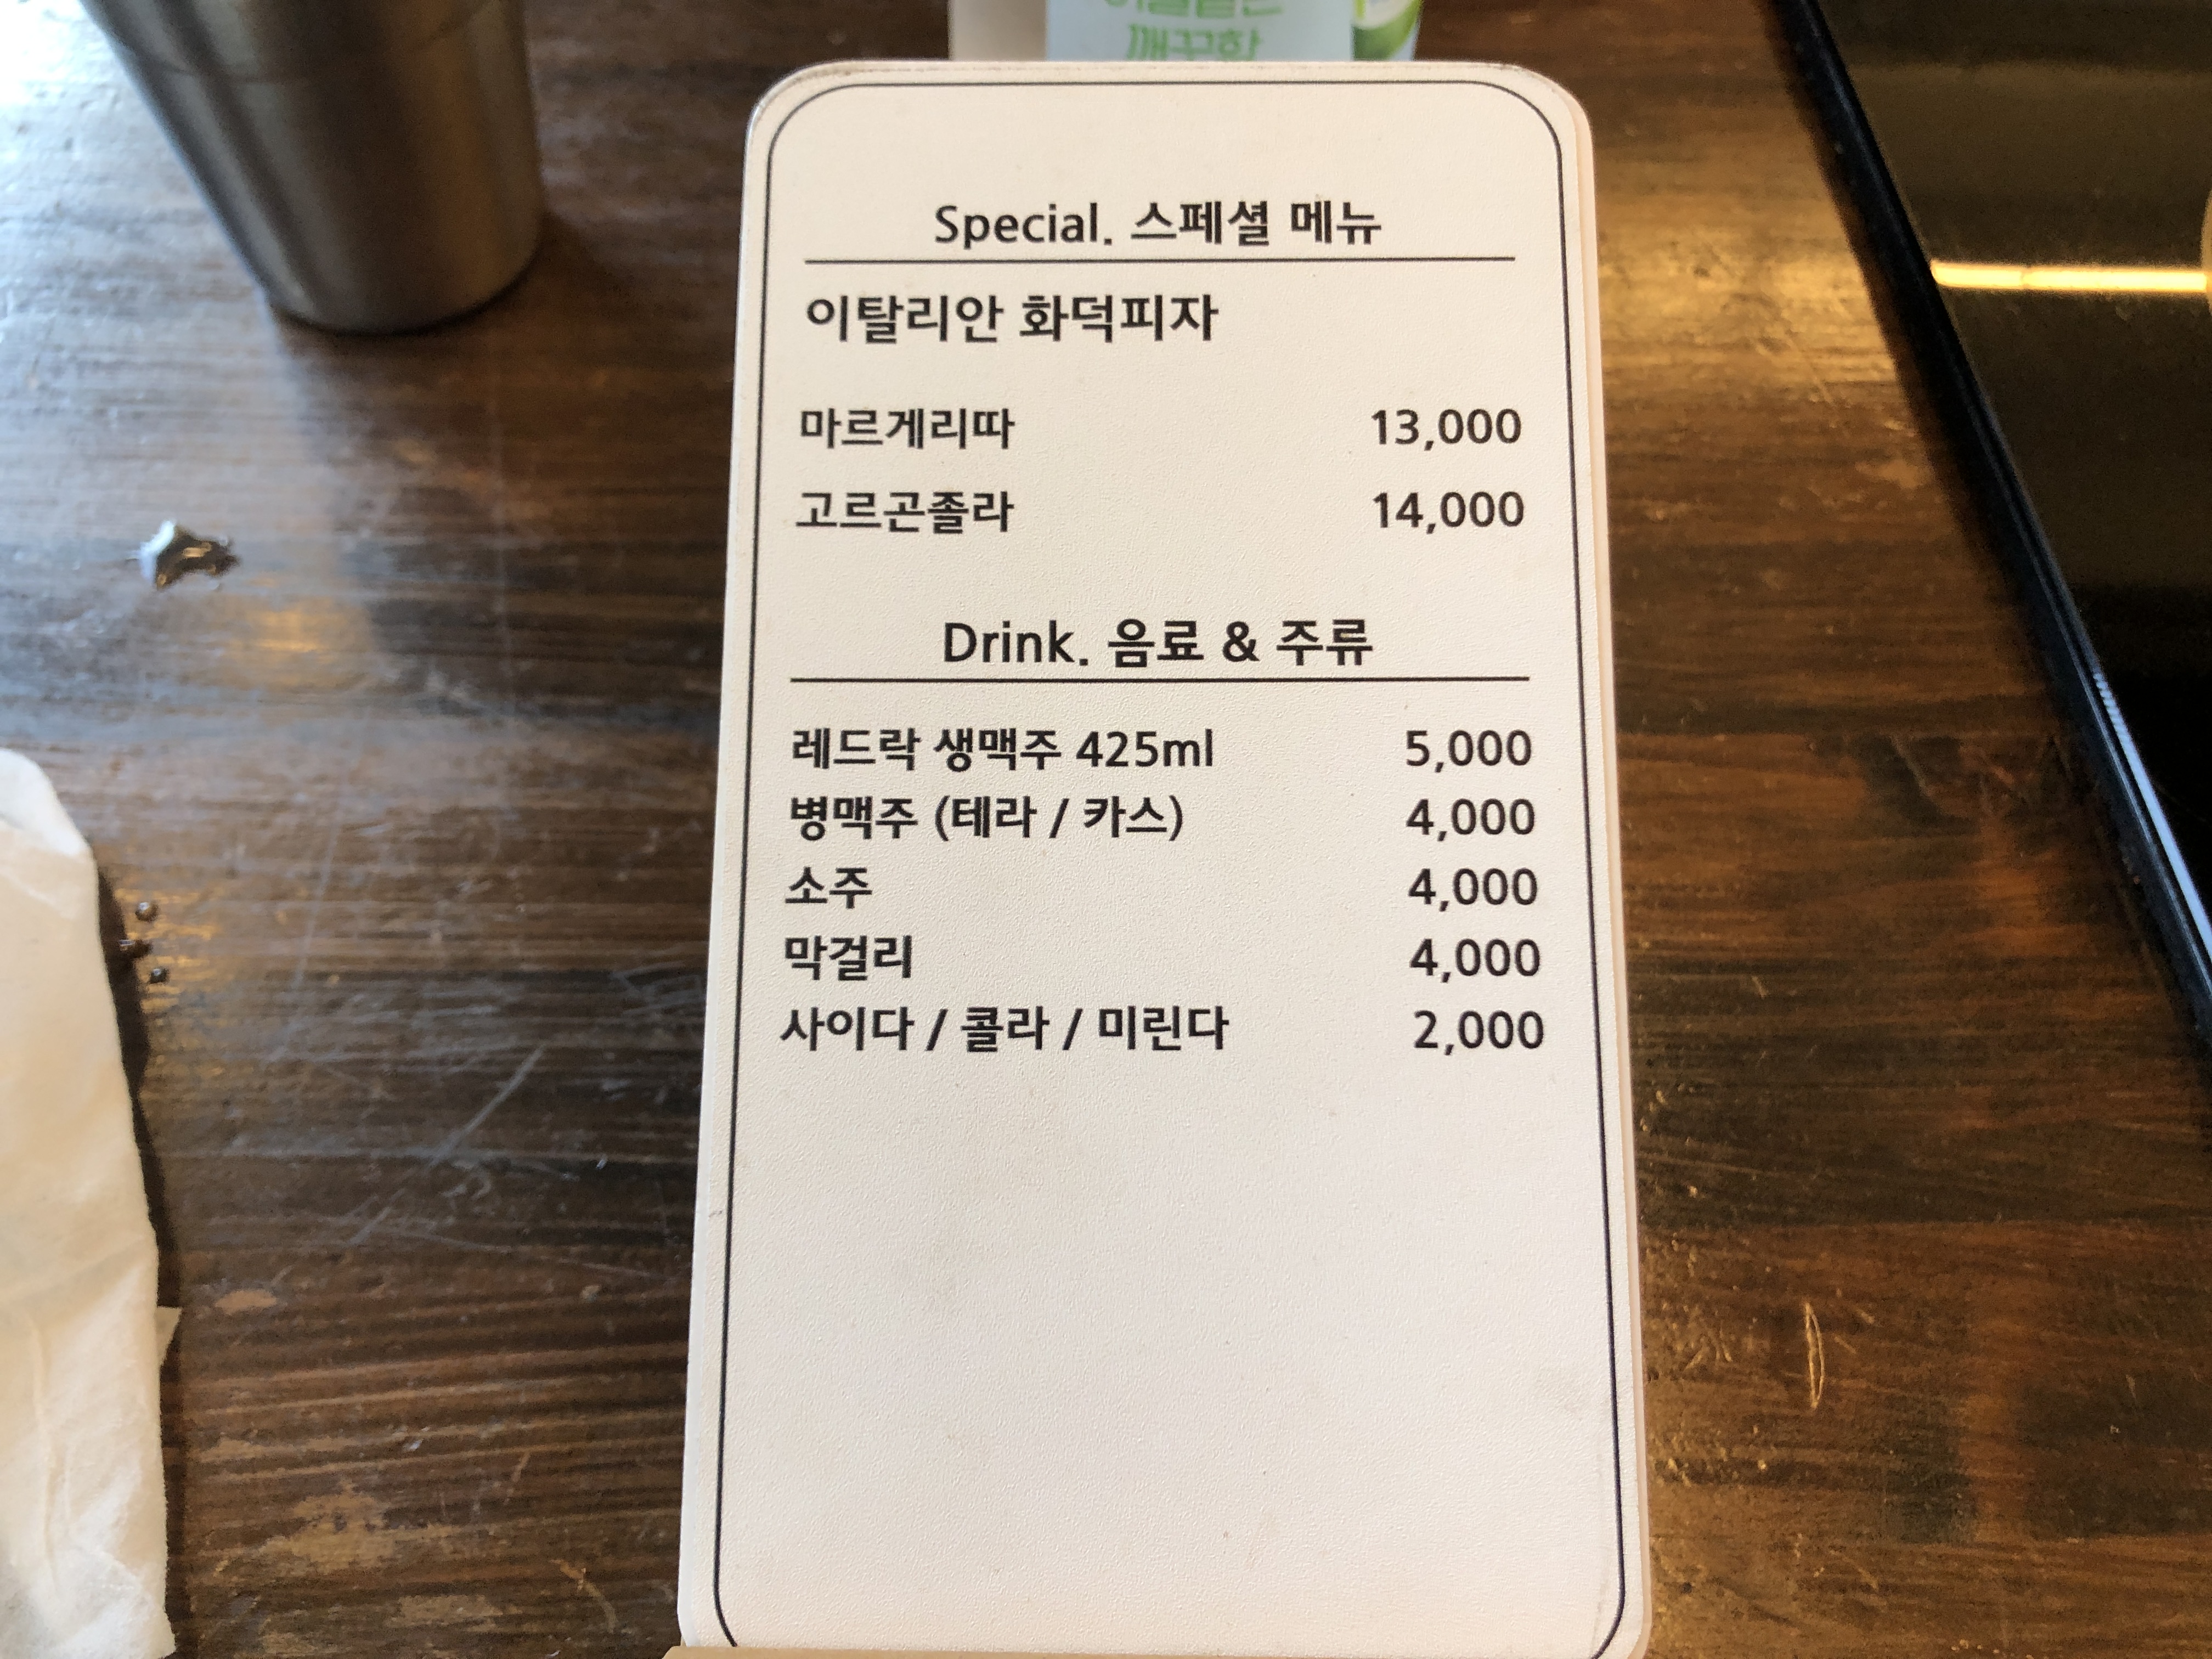 깨끗한
Special. 스페셜 메뉴
이탈리안 화덕피자
마르게리따 13,000
고르곤졸라 14,000
Drink. 음료 & 주류
레드락 생맥주 425ml 5,000
병맥주 (테라 / 카스) 4,000
소주 4,000
막걸리 4,000
사이다 / 콜라 / 미린다 2,000